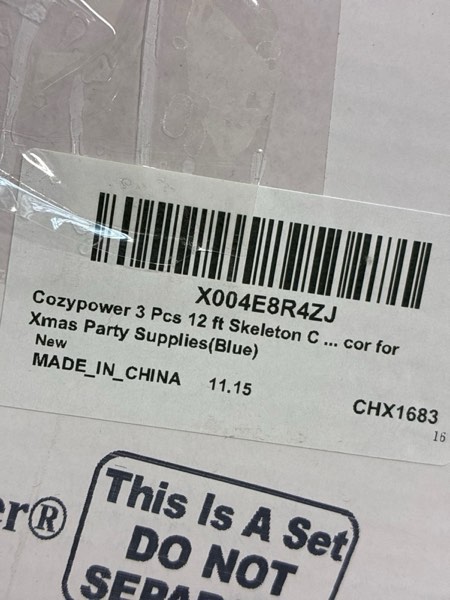 X004E8R4ZJ
Cozypower 3 Pcs 12 ft Skeleton C ... cor for
Xmas Party Supplies(Blue)
New
MADE_IN_CHINA 11.15
CHX1683
16
er®
This Is A Set
DO NOT